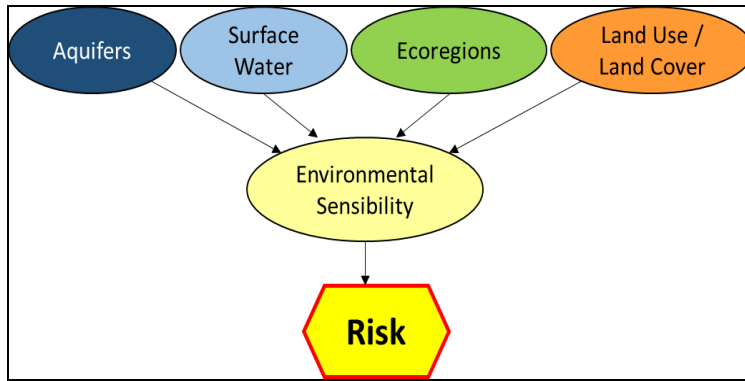 Aquifers
Surface
Water
Ecoregions
Land Use /
Land Cover
Environmental
Sensibility
Risk